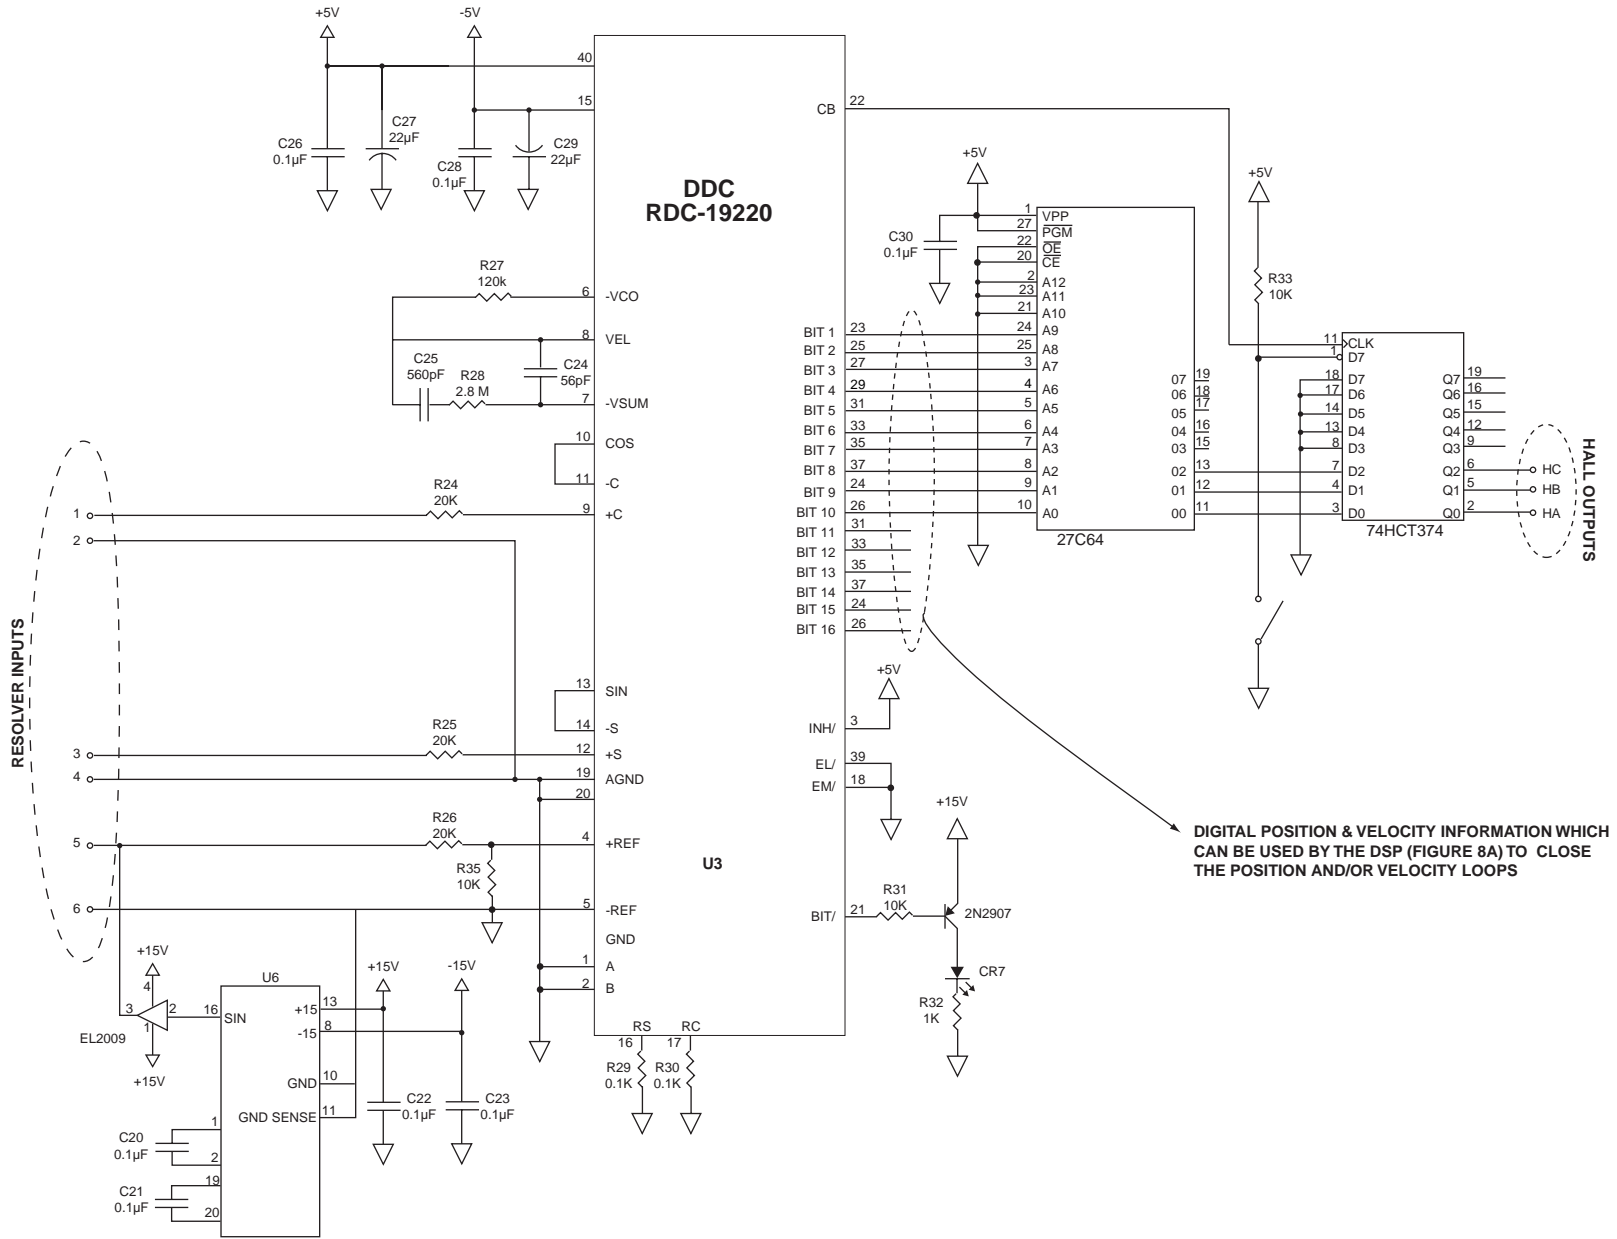 +5V
-5V
40
15
C26
0.1µF
C27
22µF
C28
0.1µF
C29
22µF
DDC
RDC-19220
CB
22
+5V
+5V
C30
0.1µF
1
VPP
27
PGM
22
OE
20
CE
2
A12
23
A11
21
A10
R33
10K
R27
120k
6
-VCO
8
VEL
C25
560pF
R28
2.8 M
C24
56pF
7
-VSUM
10
COS
11
-C
R24
20K
9
+C
BIT 1
23
24
A9
BIT 2
25
25
A8
BIT 3
27
3
A7
BIT 4
29
4
A6
BIT 5
31
5
A5
BIT 6
33
6
A4
BIT 7
35
7
A3
BIT 8
37
8
A2
BIT 9
24
9
A1
BIT 10
26
10
A0
BIT 11
31
BIT 12
33
BIT 13
35
BIT 14
37
BIT 15
24
BIT 16
26
07
19
06
18
05
17
04
16
03
15
02
13
01
12
00
11
27C64
11
CLK
1
D7
18
D7
17
D6
14
D5
13
D4
8
D3
7
D2
4
D1
3
D0
Q7
19
Q6
16
Q5
15
Q4
12
Q3
9
Q2
6
HC
Q1
5
HB
Q0
2
HA
74HCT374
HALL OUTPUTS
RESOLVER INPUTS
1
2
3
4
5
6
13
SIN
14
-S
R25
20K
12
+S
19
AGND
20
R26
20K
4
+REF
R35
10K
5
-REF
GND
1
A
2
B
U3
+5V
INH/
3
EL/
39
EM/
18
+15V
BIT/
21
R31
10K
2N2907
CR7
R32
1K
DIGITAL POSITION & VELOCITY INFORMATION WHICH
CAN BE USED BY THE DSP (FIGURE 8A) TO CLOSE
THE POSITION AND/OR VELOCITY LOOPS
+15V
4
3
2
1
EL2009
+15V
U6
16
SIN
+15
13
-15
8
GND
10
GND SENSE
11
+15V
-15V
C22
0.1µF
C23
0.1µF
C20
0.1µF
1
2
C21
0.1µF
19
20
RS
RC
16
17
R29
0.1K
R30
0.1K